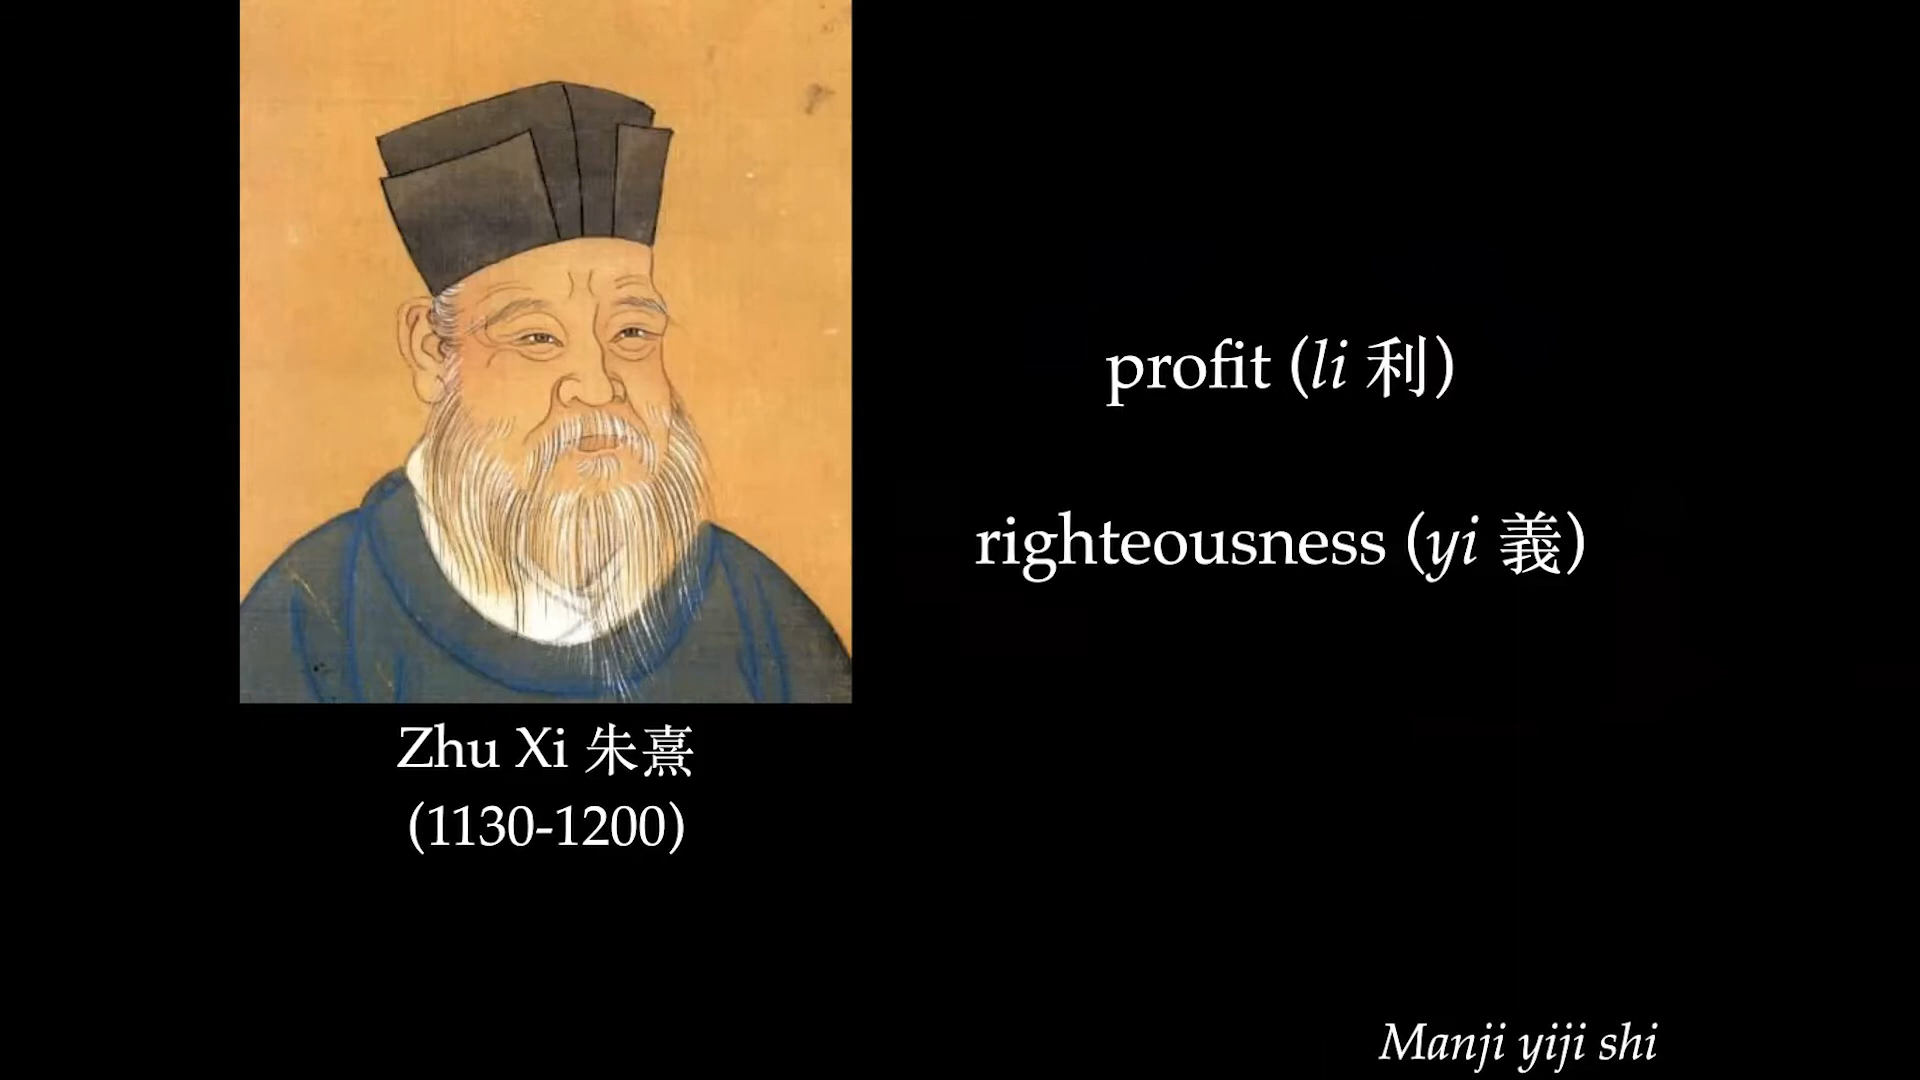 profit (li 利)
righteousness (yi 義)
Zhu Xi 朱熹
(1130-1200)
Manji yiji shi